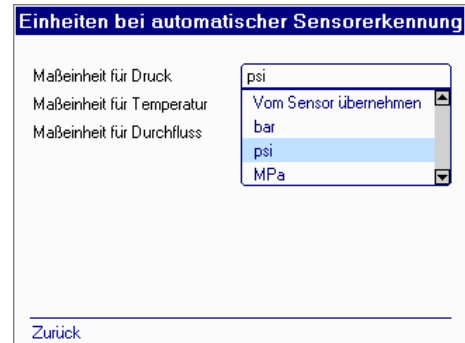 Einheiten bei automatischer Sensorerkennung
Maßeinheit für Druck
psi
Maßeinheit für Temperatur
Vom Sensor übernehmen
Maßeinheit für Durchfluss
bar
psi
MPa
Zurück